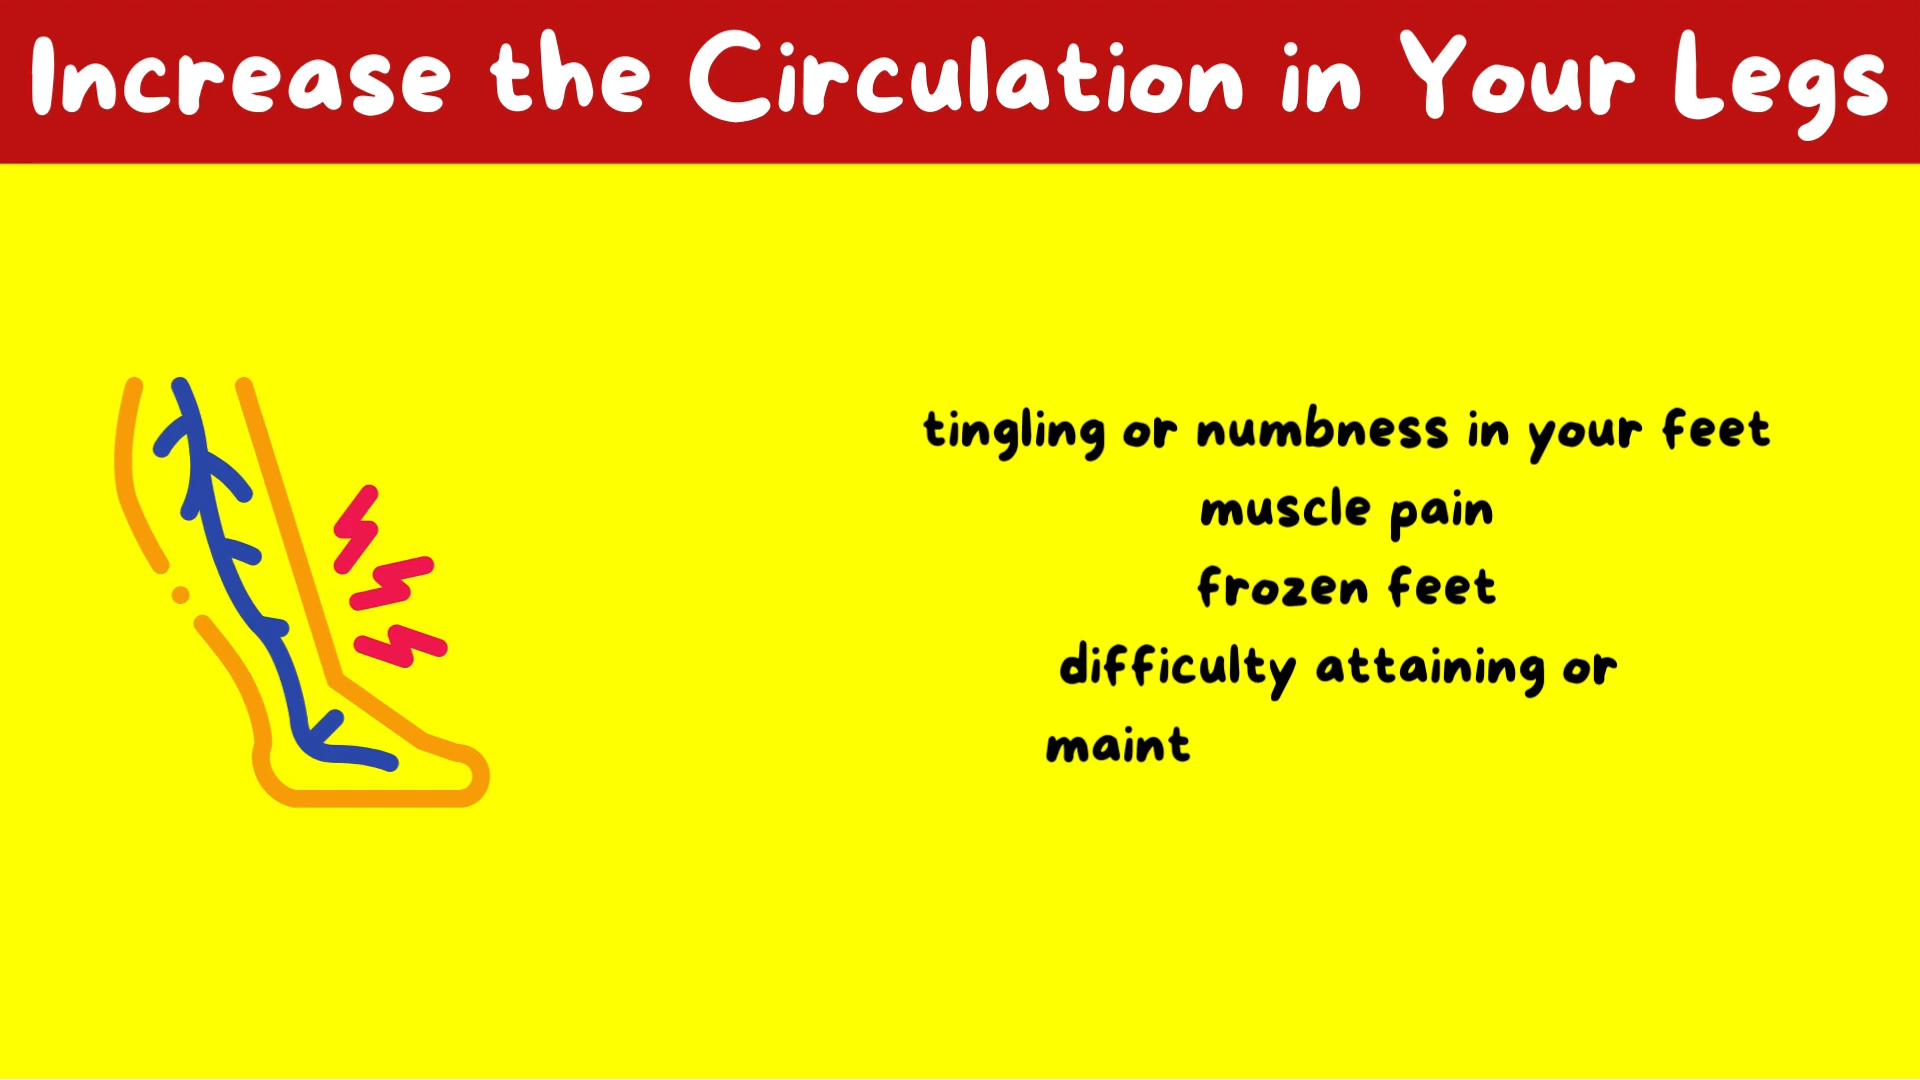 Increase the Circulation in Your Legs
tingling or numbness in your feet
muscle pain
frozen feet
difficulty attaining or
maint